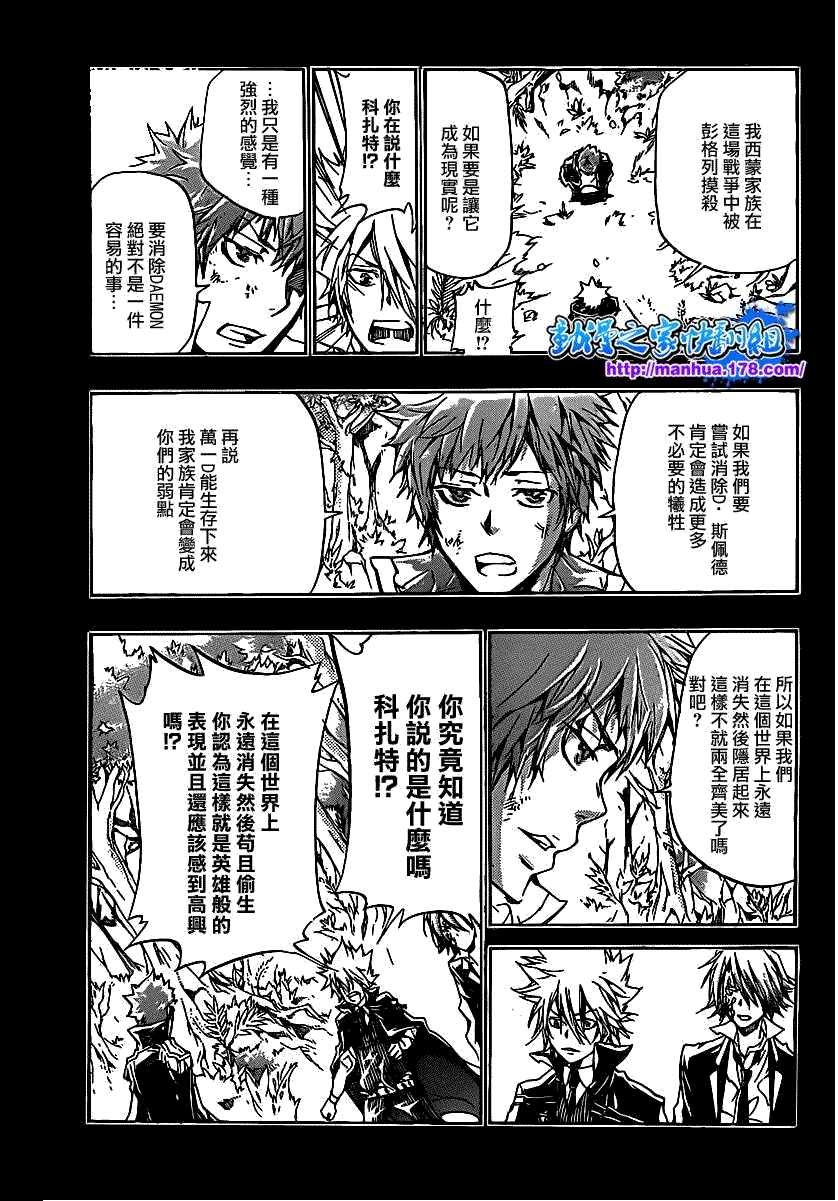 我西蒙家族在
這場戰爭中被
彭格列摸殺
如果要是讓它
成為現實呢?
什麼!?
你在說什麼
科扎特!?
…我只是有一種
強烈的感覺…
要消除DAEMON
絕對不是一件
容易的事…
動漫之家快翻組
http://manhua.178.com/
如果我們要
嘗試消除D·斯佩德
肯定會造成更多
不必要的犧牲
再說
萬一D能生存下來
我家族肯定會變成
你們的弱點
所以如果我們
在這個世界上永遠
消失然後隱居起來
這樣不就兩全齊美了嗎
對吧?
你究竟知道
你說的是什麼嗎
科扎特!?
在這個世界上
永遠消失然後苟且偷生
你認為這樣就是英雄般的
表現並且還應該感到高興
嗎!?